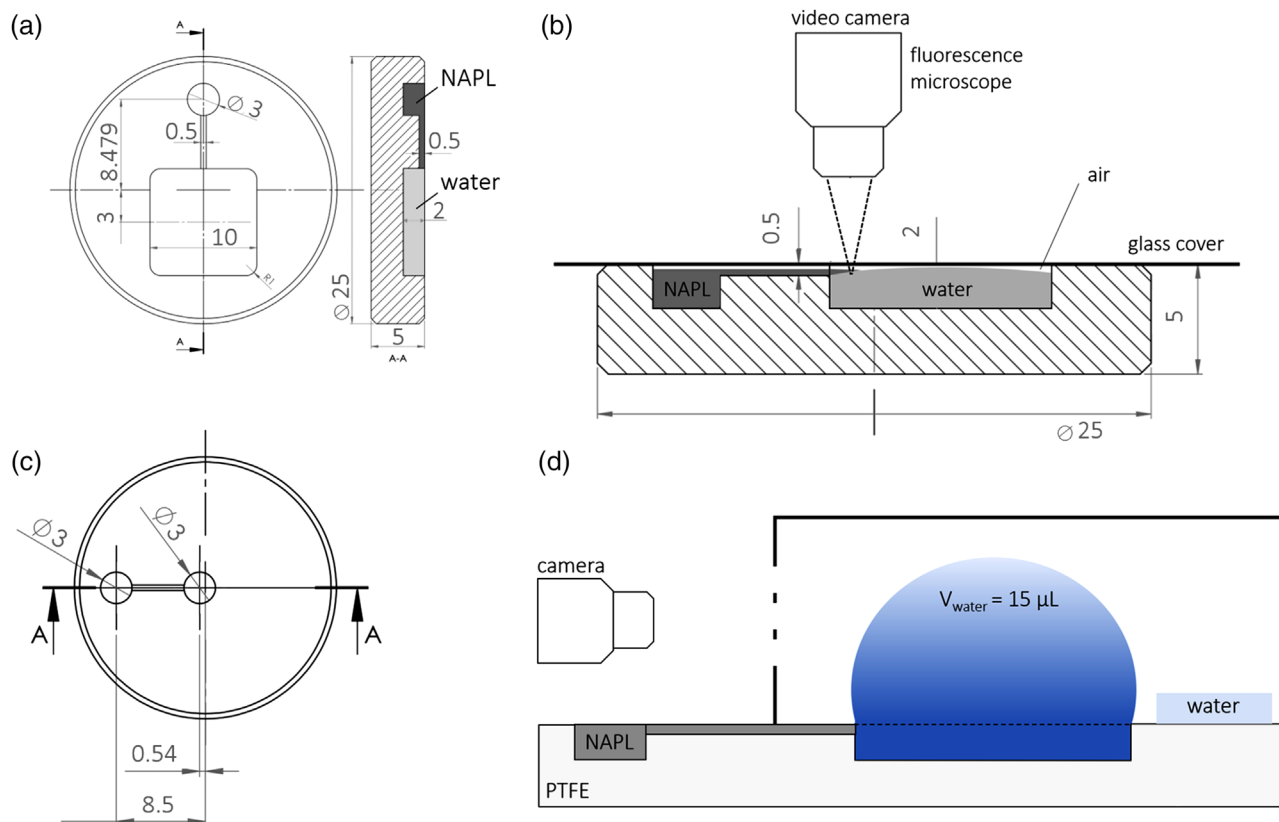 (a)
A
NAPL
⌀ 3
0.5
0.5
8.479
water
2
3
10
R1
⌀ 25
A
5
A-A
(b)
video camera
fluorescence
microscope
air
0.5
2
glass cover
NAPL
water
5
⌀ 25
(c)
⌀3
⌀3
A
A
0.54
8.5
(d)
camera
Vwater = 15 µL
water
NAPL
PTFE